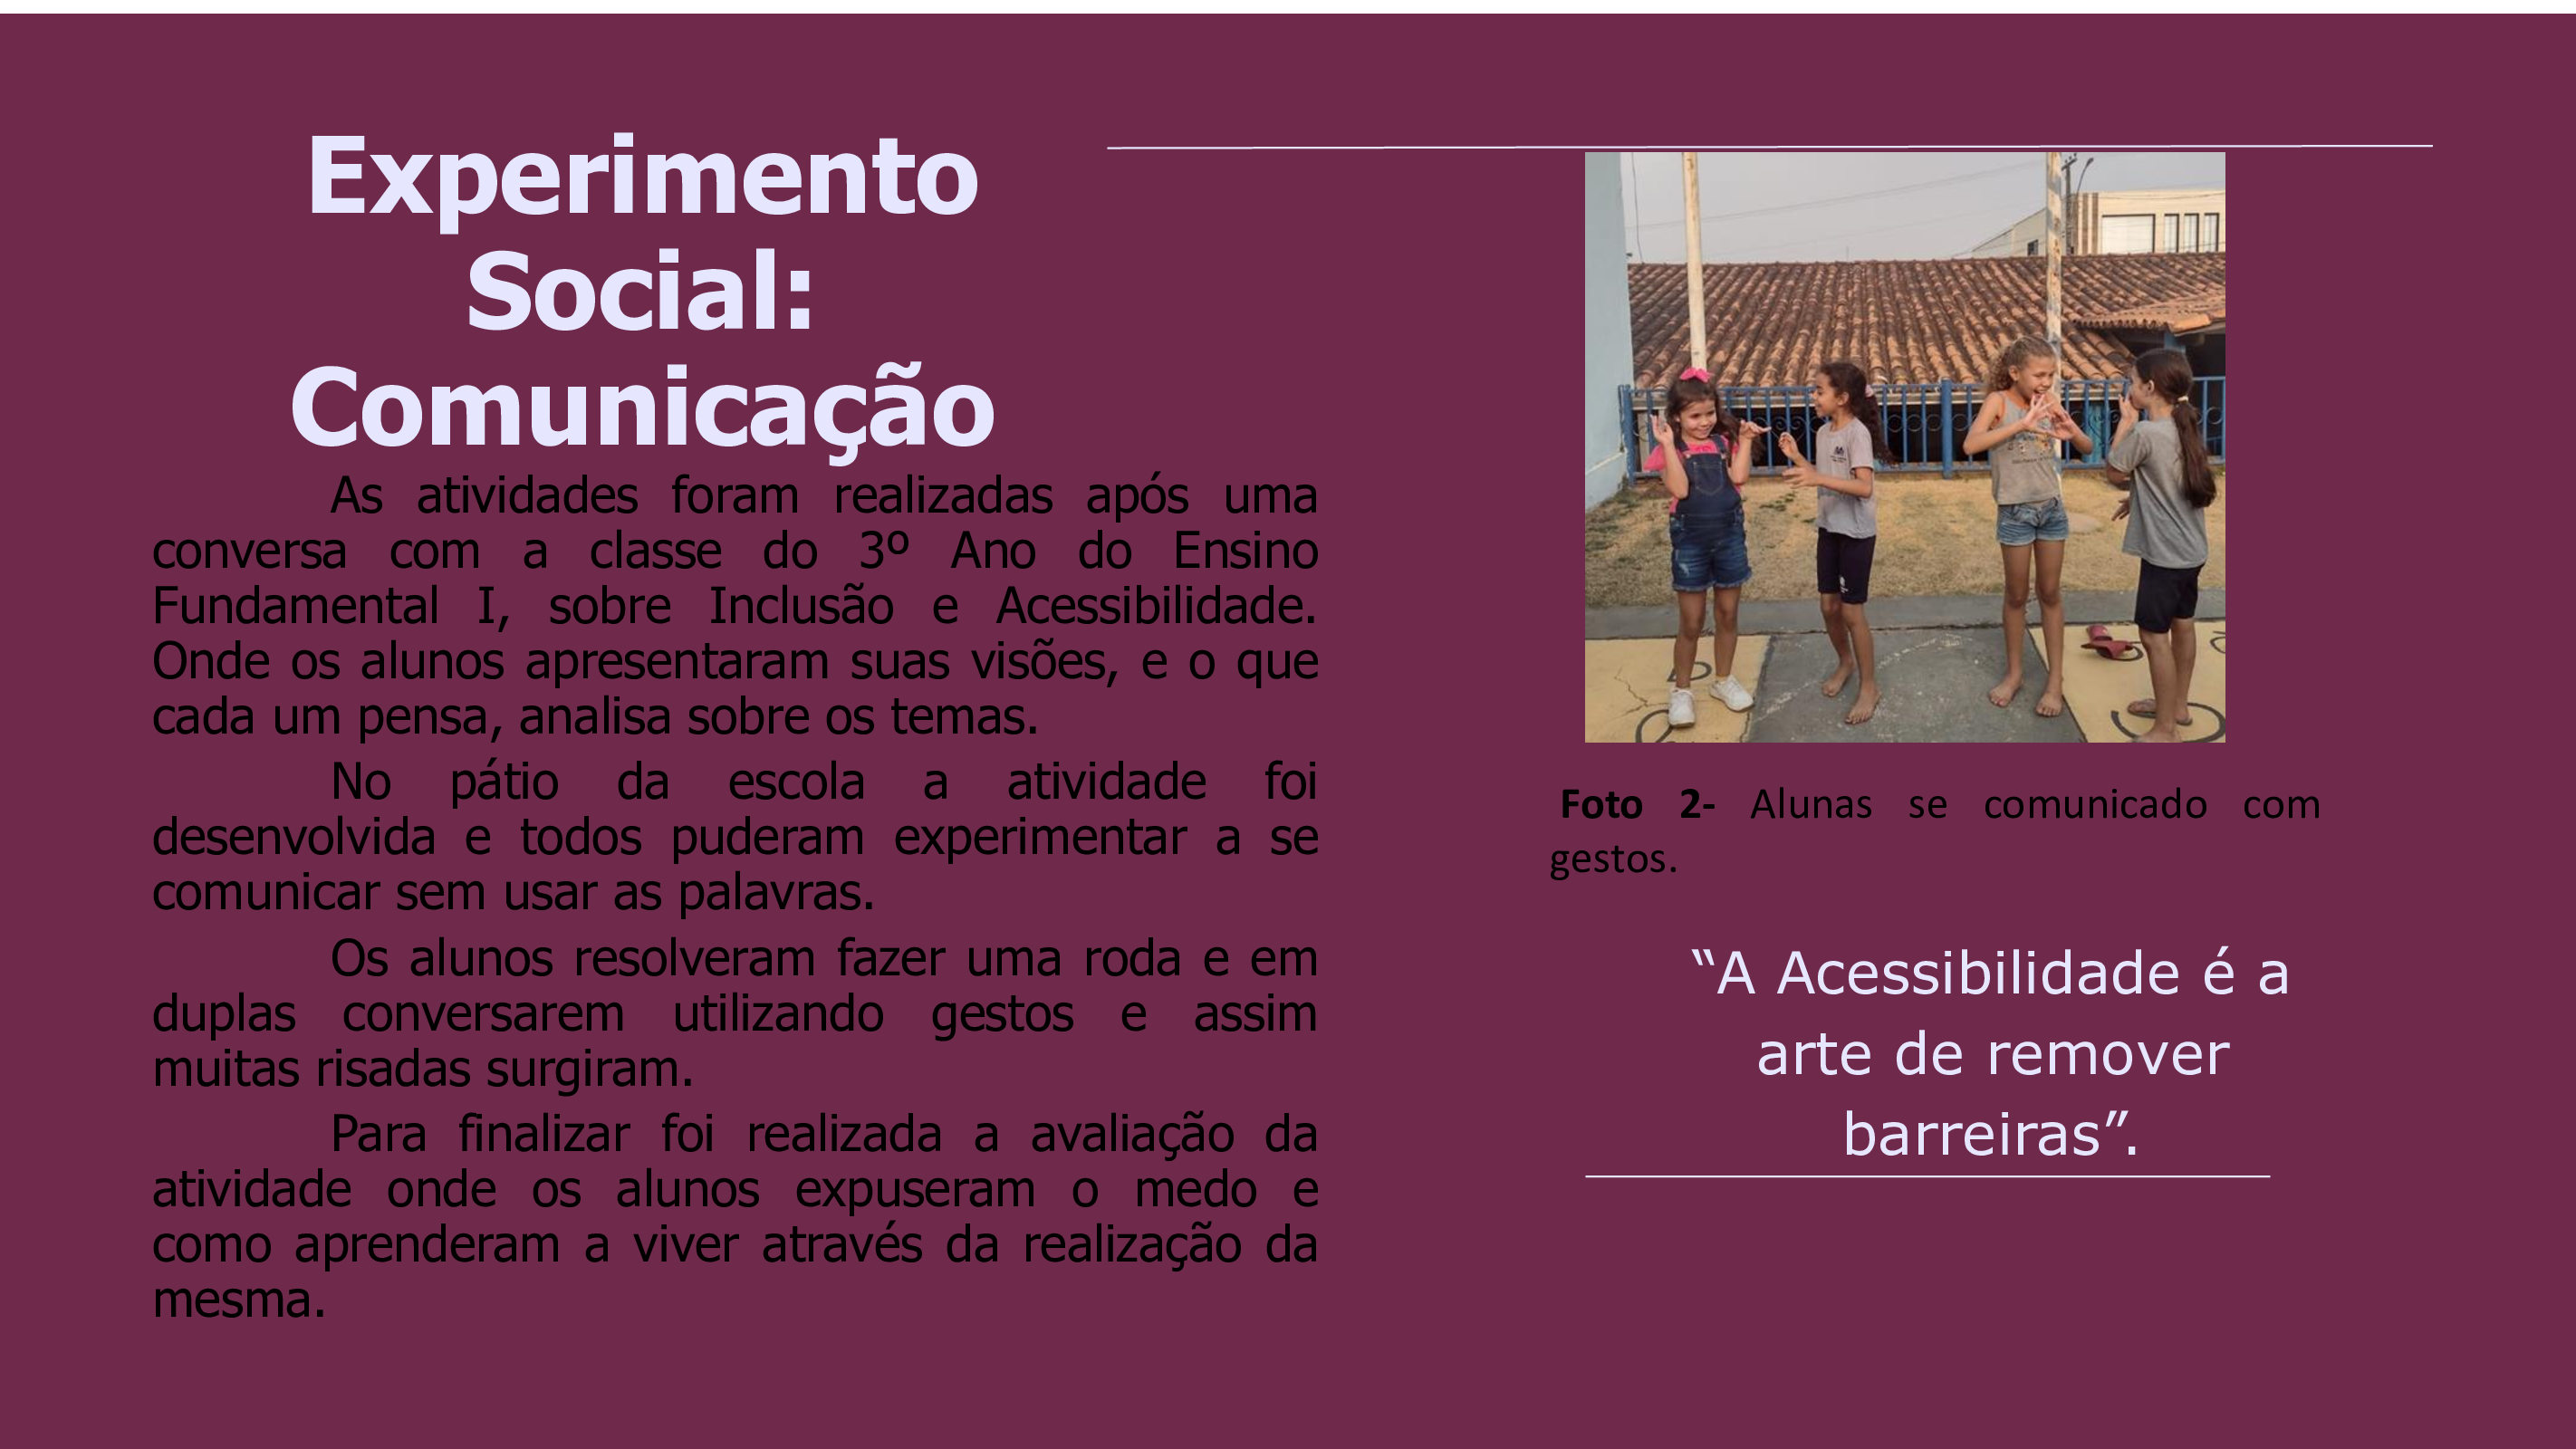 Experimento
Social:
Comunicação
As atividades foram realizadas após uma
conversa com a classe do 3º Ano do Ensino
Fundamental I, sobre Inclusão e Acessibilidade.
Onde os alunos apresentaram suas visões, e o que
cada um pensa, analisa sobre os temas.
No pátio da escola a atividade foi
desenvolvida e todos puderam experimentar a se
comunicar sem usar as palavras.
Os alunos resolveram fazer uma roda e em
duplas conversarem utilizando gestos e assim
muitas risadas surgiram.
Para finalizar foi realizada a avaliação da
atividade onde os alunos expuseram o medo e
como aprenderam a viver através da realização da
mesma.
Foto 2- Alunas se comunicado com
gestos.
“A Acessibilidade é a
arte de remover
barreiras”.